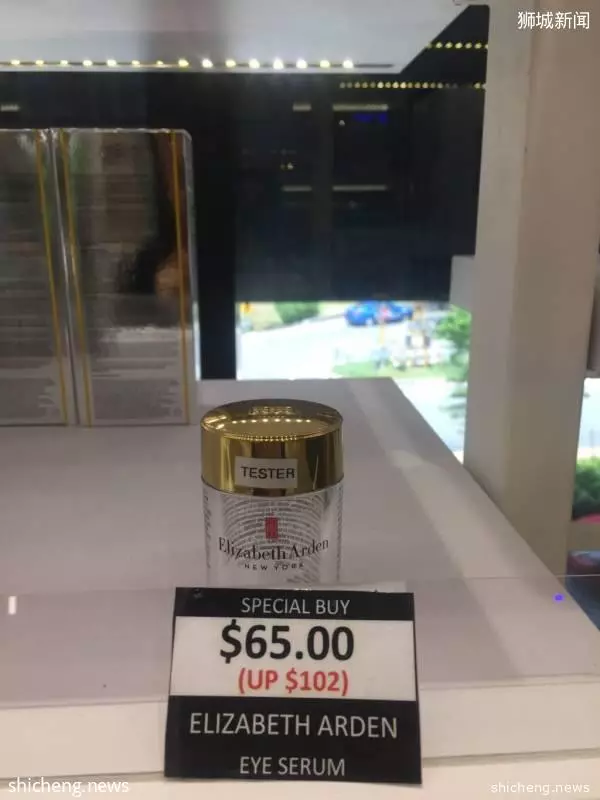 狮城新闻
TESTER
Elizabeth Arden
NEW YORK
SPECIAL BUY
$65.00
(UP $102)
ELIZABETH ARDEN
EYE SERUM
shicheng.news
shicheng.news